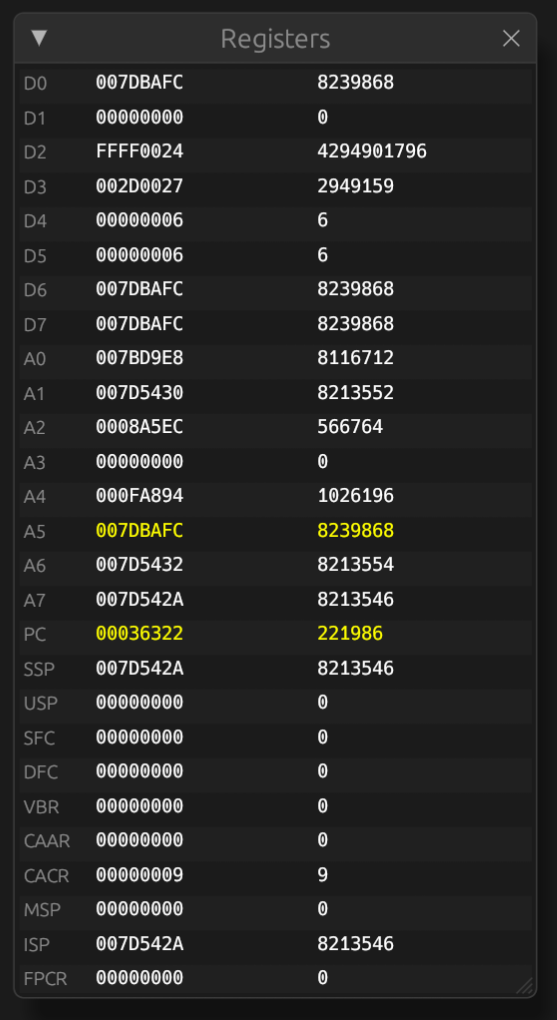 Registers
D0 007DBAFC 8239868
D1 00000000 0
D2 FFFF0024 4294901796
D3 002D0027 2949159
D4 00000006 6
D5 00000006 6
D6 007DBAFC 8239868
D7 007DBAFC 8239868
A0 007BD9E8 8116712
A1 007D5430 8213552
A2 0008A5EC 566764
A3 00000000 0
A4 000FA894 1026196
A5 007DBAFC 8239868
A6 007D5432 8213554
A7 007D542A 8213546
PC 00036322 221986
SSP 007D542A 8213546
USP 00000000 0
SFC 00000000 0
DFC 00000000 0
VBR 00000000 0
CAAR 00000000 0
CACR 00000009 9
MSP 00000000 0
ISP 007D542A 8213546
FPCR 00000000 0